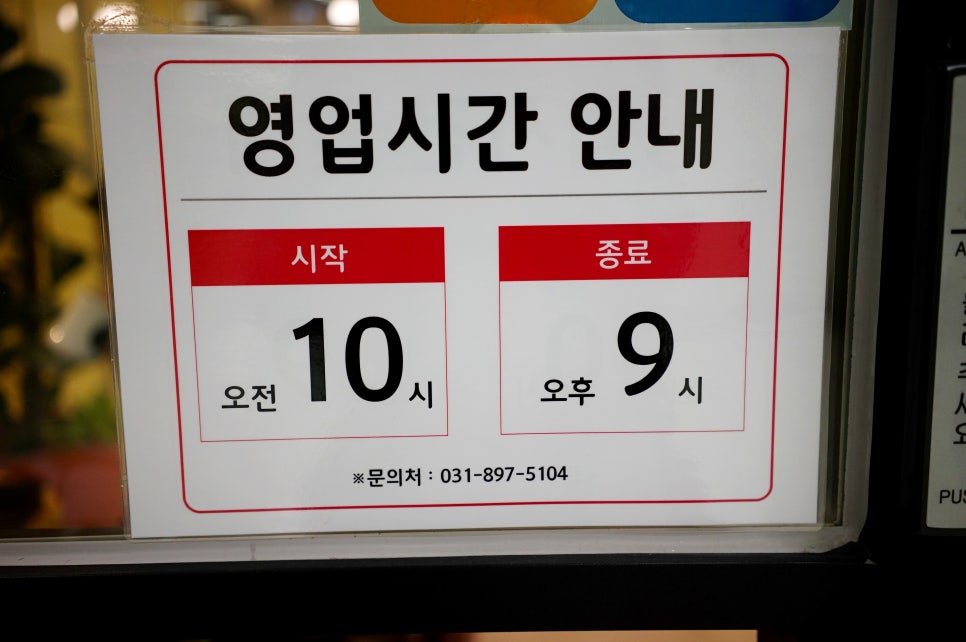 영업시간 안내
시작
종료
오전 10시
오후 9시
※문의처 : 031-897-5104